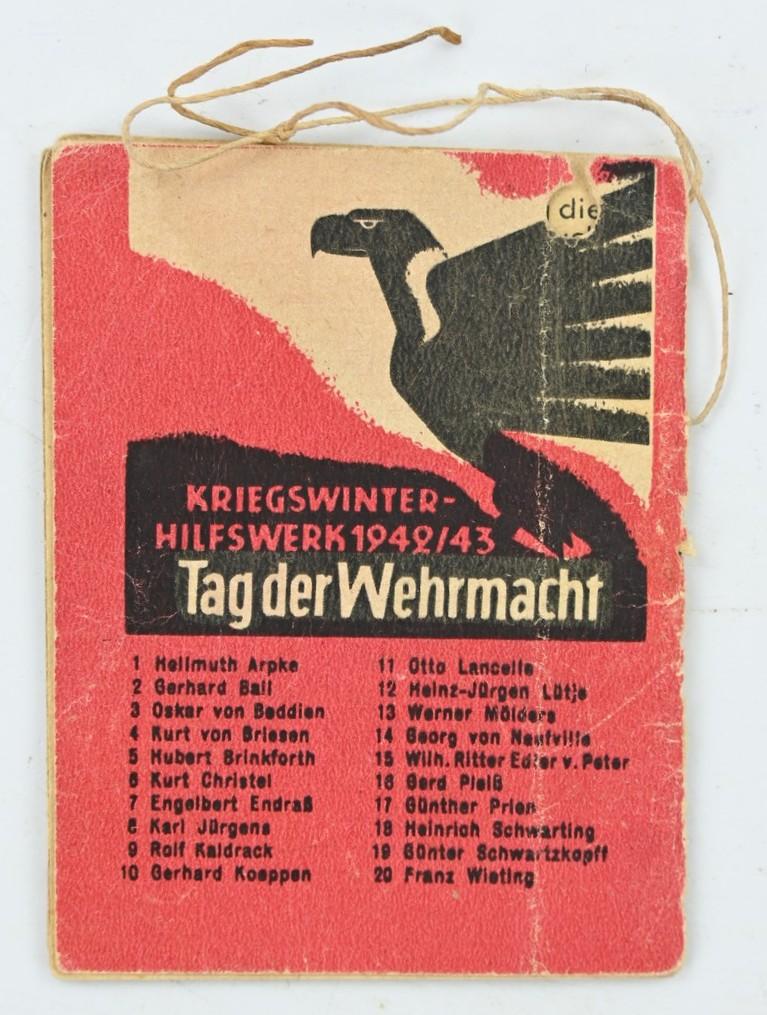 die
KRIEGSWINTER-
HILFSWERK 1942/43
Tag der Wehrmacht
1 Hellmuth Arpke
2 Gerhard Ball
3 Oskar von Beddien
4 Kurt von Briesen
5 Hubert Brinkforth
6 Kurt Christel
7 Engelbert Endraß
8 Karl Jürgens
9 Rolf Kaldrack
10 Gerhard Koeppen
11 Otto Lancelle
12 Heinz-Jürgen Lütje
13 Werner Mölders
14 Georg von Neufville
15 Wilh. Ritter Edler v. Peter
16 Gerd Pleiß
17 Günther Prien
18 Heinrich Schwarting
19 Günter Schwartzkopff
20 Franz Wieting